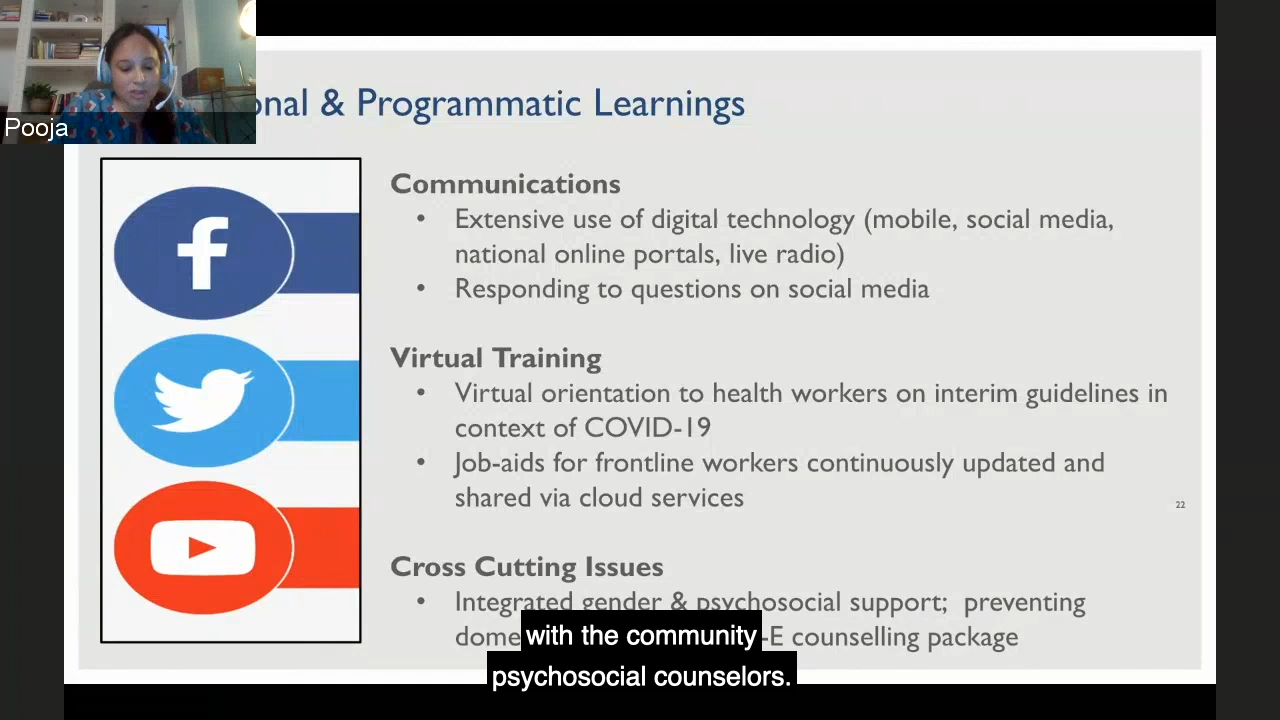 Pooja
onal & Programmatic Learnings
Communications
• Extensive use of digital technology (mobile, social media,
national online portals, live radio)
• Responding to questions on social media
Virtual Training
• Virtual orientation to health workers on interim guidelines in
context of COVID-19
• Job-aids for frontline workers continuously updated and
shared via cloud services
22
Cross Cutting Issues
• Integrated gender & psychosocial support; preventing
dome -E counselling package
with the community
psychosocial counselors.